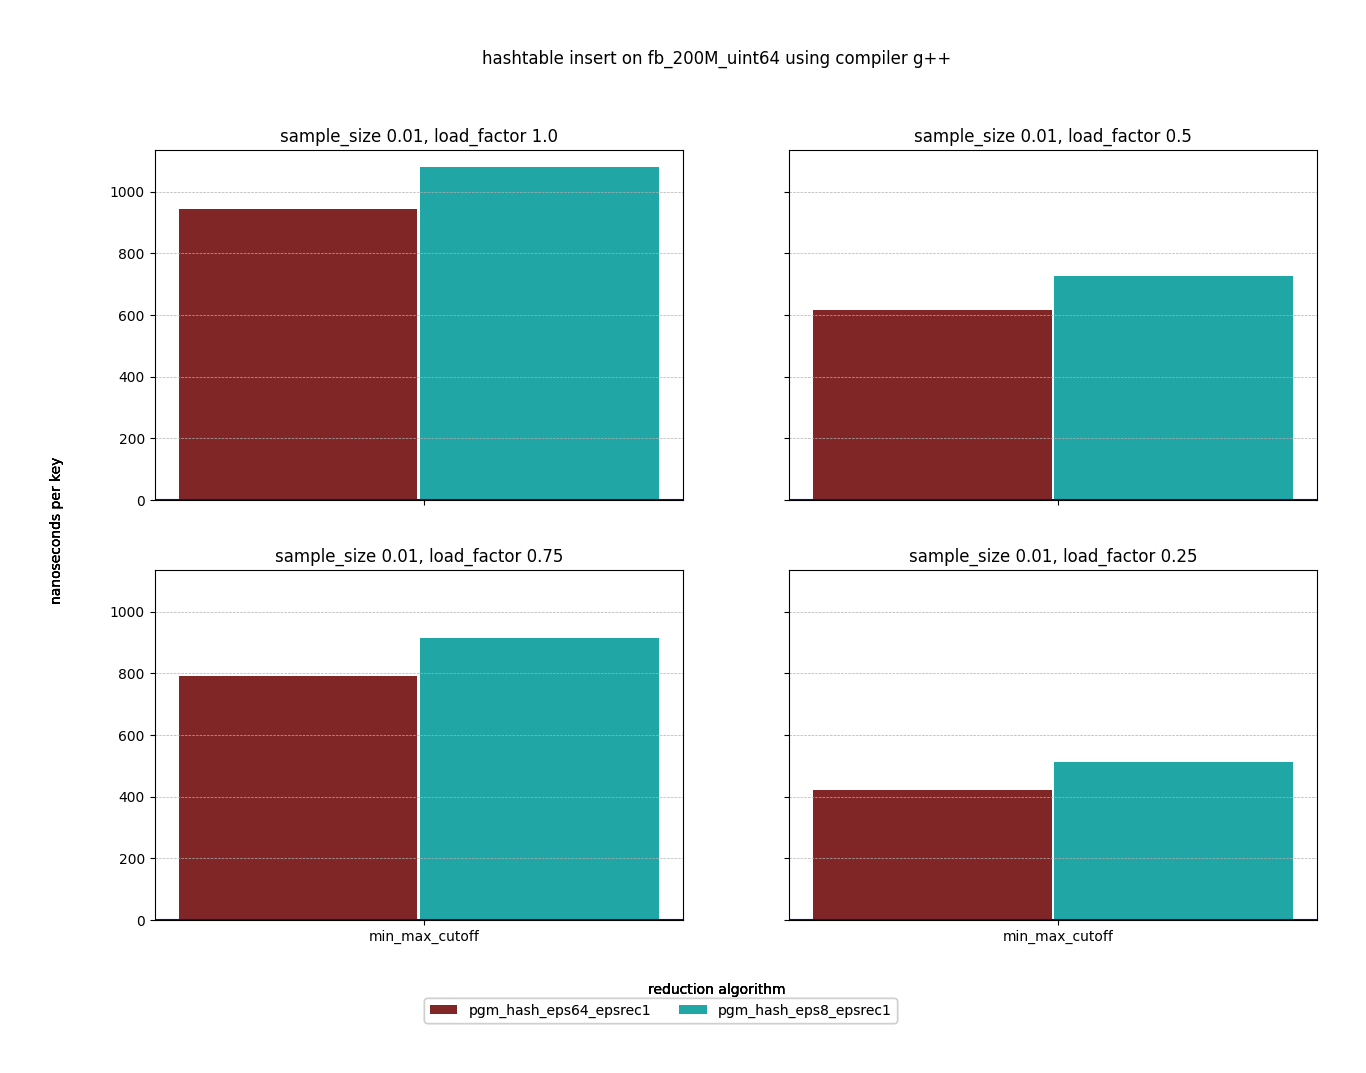 hashtable insert on fb_200M_uint64 using compiler g++
sample_size 0.01, load_factor 1.0
1000
800
600
400
200
0
sample_size 0.01, load_factor 0.5
nanoseconds per key
sample_size 0.01, load_factor 0.75
1000
800
600
400
200
0
min_max_cutoff
sample_size 0.01, load_factor 0.25
min_max_cutoff
reduction algorithm
pgm_hash_eps64_epsrec1
pgm_hash_eps8_epsrec1